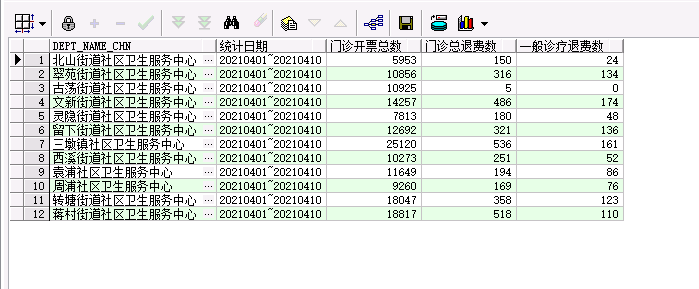 DEPT_NAME_CHN 统计日期 门诊开票总数 门诊总退费数 一般诊疗退费数
1 北山街道社区卫生服务中心 ... 20210401~20210410 5953 150 24
2 翠苑街道社区卫生服务中心 ... 20210401~20210410 10856 316 134
3 古荡街道社区卫生服务中心 ... 20210401~20210410 10925 5 0
4 文新街道社区卫生服务中心 ... 20210401~20210410 14257 486 174
5 灵隐街道社区卫生服务中心 ... 20210401~20210410 7813 180 48
6 留下街道社区卫生服务中心 ... 20210401~20210410 12692 321 136
7 三墩镇社区卫生服务中心 ... 20210401~20210410 25120 536 161
8 西溪街道社区卫生服务中心 ... 20210401~20210410 10273 251 52
9 袁浦社区卫生服务中心 ... 20210401~20210410 11649 194 86
10 周浦社区卫生服务中心 ... 20210401~20210410 9260 169 76
11 转塘街道社区卫生服务中心 ... 20210401~20210410 18047 358 123
12 蒋村街道社区卫生服务中心 ... 20210401~20210410 18817 518 110